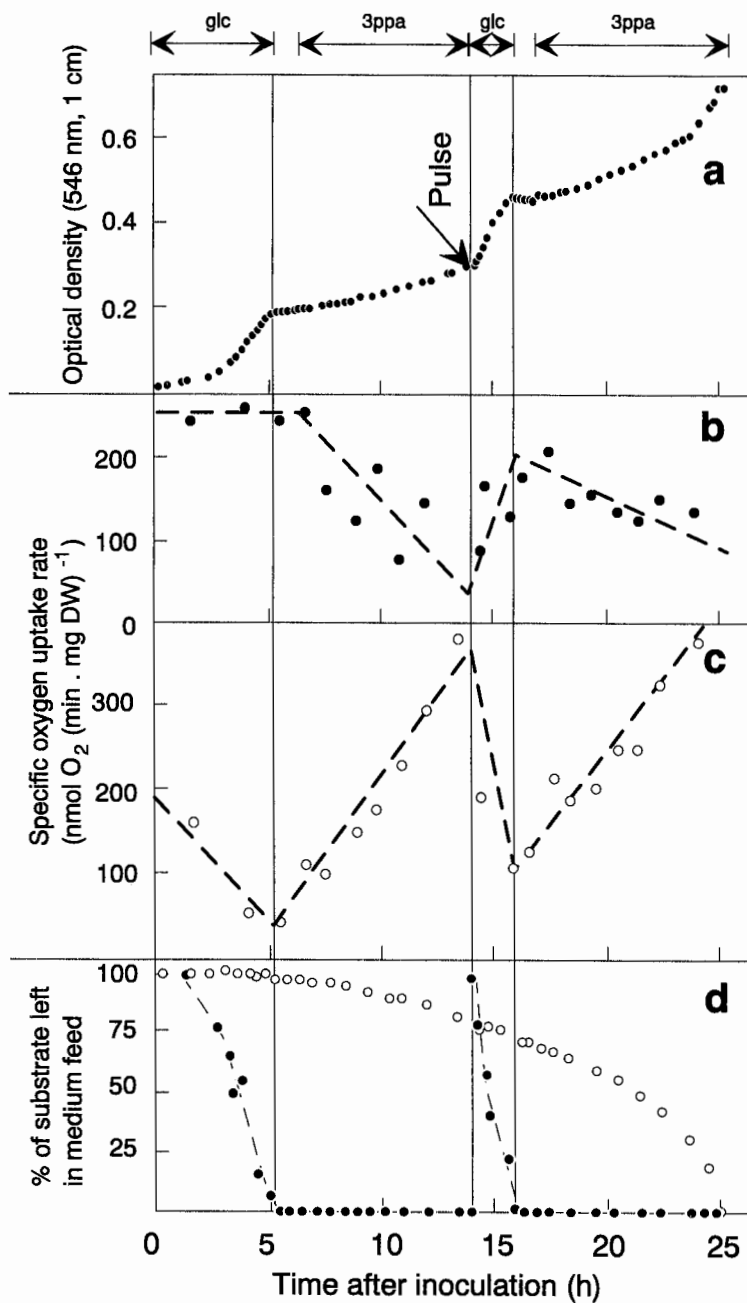 glc 3ppa glc 3ppa
Optical density (546 nm, 1 cm)
0.6
0.4
0.2
a
Pulse
Specific oxygen uptake rate
(nmol O₂ (min . mg DW) ⁻¹
200
100
0
b
300
200
100
c
% of substrate left
in medium feed
100
75
50
25
d
0 5 10 15 20 25
Time after inoculation (h)